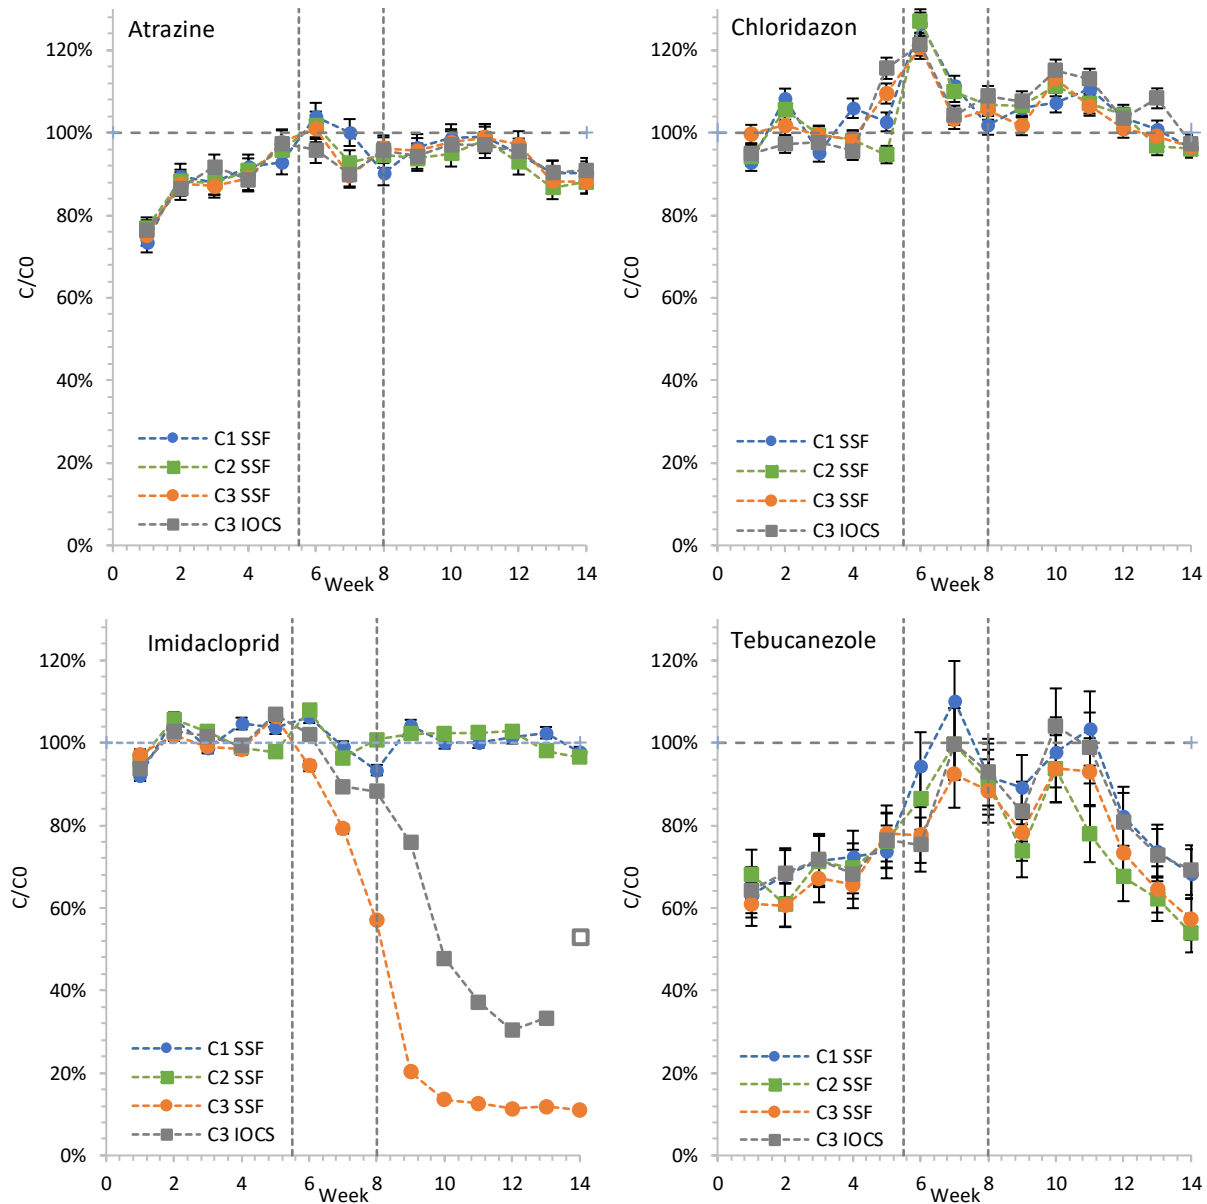 Atrazine
120%
100%
80%
60%
40%
20%
0%
C/C0
C1 SSF
C2 SSF
C3 SSF
C3 IOCS
0 2 4 6 8 10 12 14
Week
Chloridazon
120%
100%
80%
60%
40%
20%
0%
C/C0
C1 SSF
C2 SSF
C3 SSF
C3 IOCS
0 2 4 6 8 10 12 14
Week
Imidacloprid
120%
100%
80%
60%
40%
20%
0%
C/C0
C1 SSF
C2 SSF
C3 SSF
C3 IOCS
0 2 4 6 8 10 12 14
Week
Tebucanezole
120%
100%
80%
60%
40%
20%
0%
C/C0
C1 SSF
C2 SSF
C3 SSF
C3 IOCS
0 2 4 6 8 10 12 14
Week